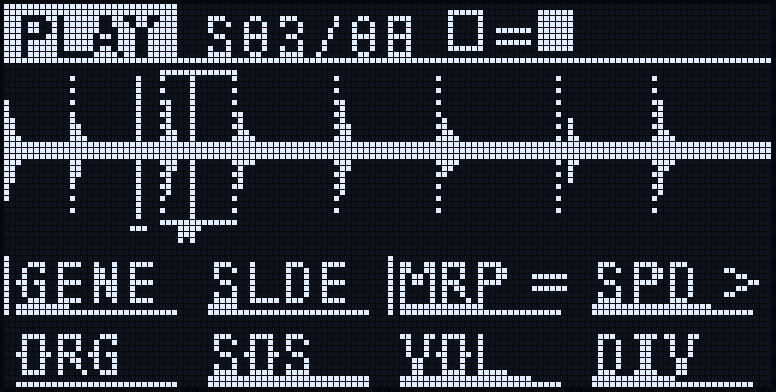 PLAY S03/08 □=■
GENE SLDE MRP = SPD >
ORG SOS VOL DIV